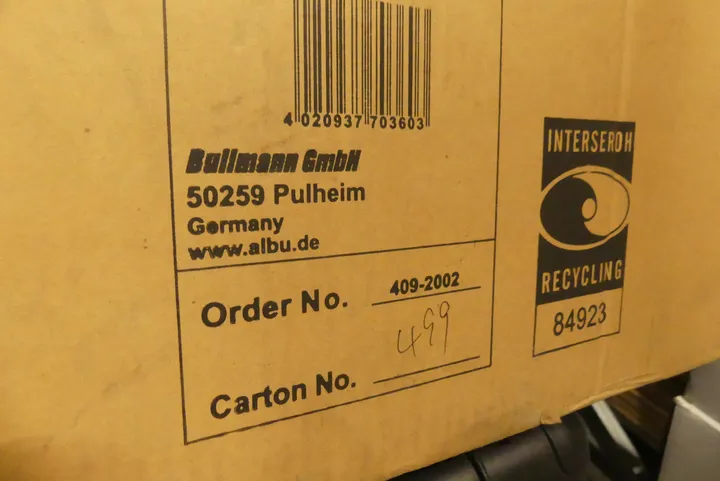 4 020937 703603
Bullmann GmbH
50259 Pulheim
Germany
www.albu.de
Order No. 409-2002
Carton No. 499
INTERSEROH
RECYCLING
84923